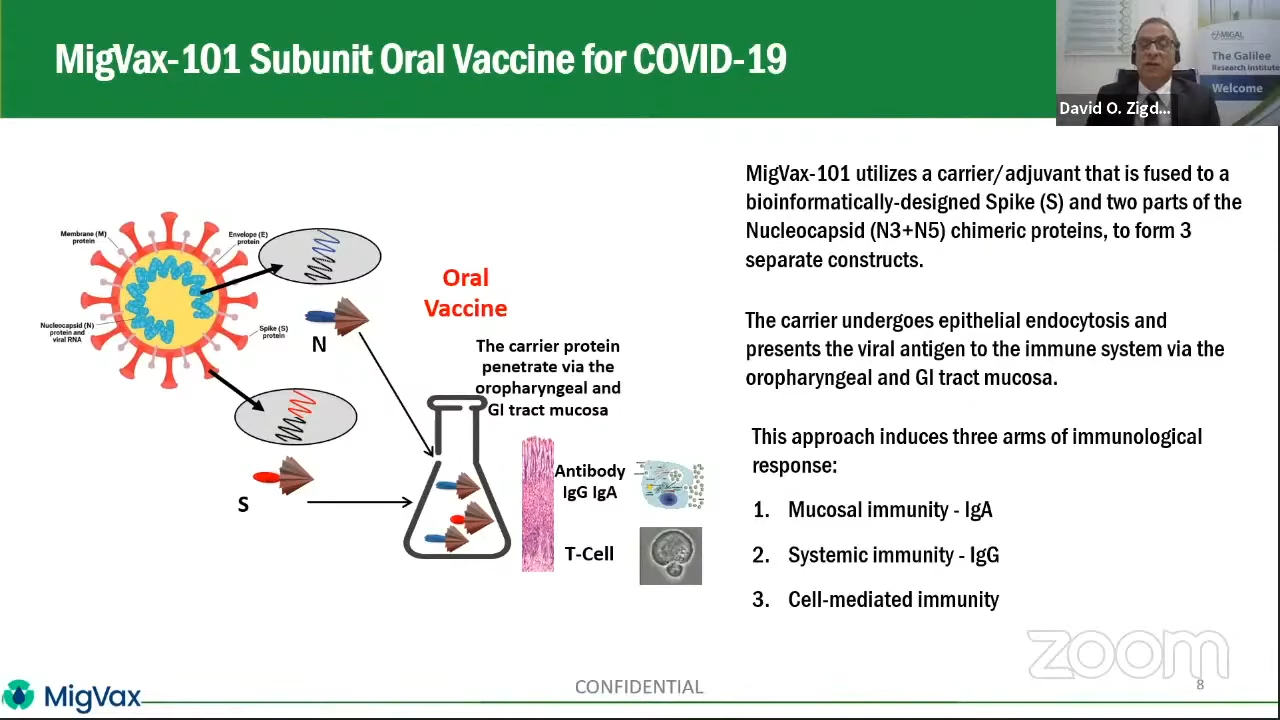 MigVax-101 Subunit Oral Vaccine for COVID-19
MIGAL
The Galilee
Research Institute
Welcome
David O. Zigd...
Membrane (M)
protein
Envelope (E)
protein
Nucleocapsid (N)
protein and
viral RNA
Spike (S)
protein
N
S
Oral
Vaccine
The carrier protein
penetrate via the
oropharyngeal and
GI tract mucosa
Antibody
IgG IgA
T-Cell
MigVax-101 utilizes a carrier/adjuvant that is fused to a
bioinformatically-designed Spike (S) and two parts of the
Nucleocapsid (N3+N5) chimeric proteins, to form 3
separate constructs.
The carrier undergoes epithelial endocytosis and
presents the viral antigen to the immune system via the
oropharyngeal and GI tract mucosa.
This approach induces three arms of immunological
response:
1. Mucosal immunity - IgA
2. Systemic immunity - IgG
3. Cell-mediated immunity
zoom
MigVax
CONFIDENTIAL
8